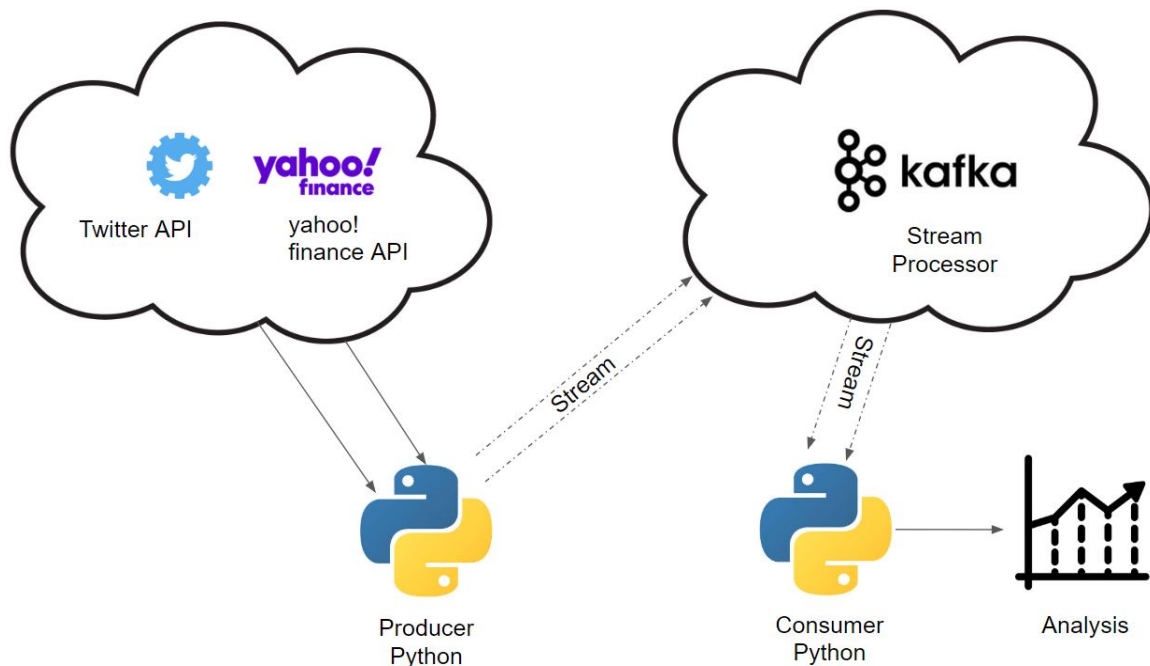 yahoo!
finance
Twitter API
yahoo!
finance API
kafka
Stream
Processor
Stream
Stream
Producer
Python
Consumer
Python
Analysis